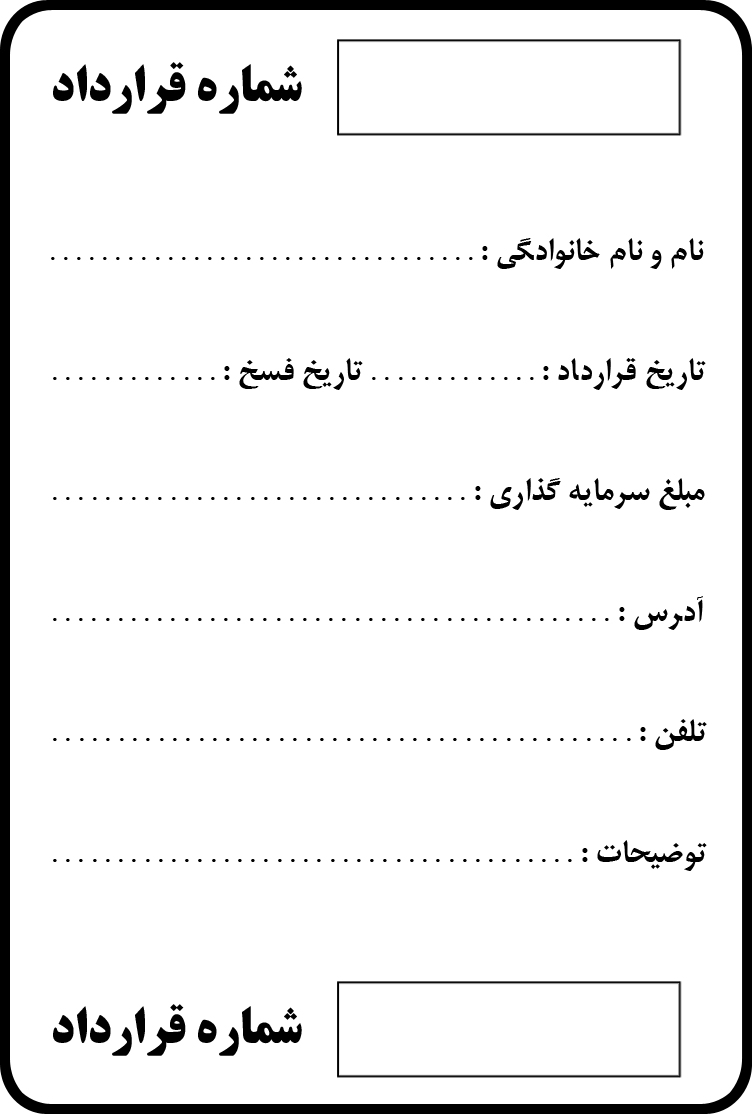 شماره قرارداد
نام و نام خانوادگی : . . . . . . . . . . . . . . . . . . . . . . . . . . . . . . . . .
تاریخ قرارداد : . . . . . . . . . . . . . تاریخ فسخ : . . . . . . . . . . . . .
مبلغ سرمایه گذاری : . . . . . . . . . . . . . . . . . . . . . . . . . . . . . . . .
آدرس : . . . . . . . . . . . . . . . . . . . . . . . . . . . . . . . . . . . . . . . . . . .
تلفن : . . . . . . . . . . . . . . . . . . . . . . . . . . . . . . . . . . . . . . . . . . . .
توضیحات : . . . . . . . . . . . . . . . . . . . . . . . . . . . . . . . . . . . . . . . .
شماره قرارداد